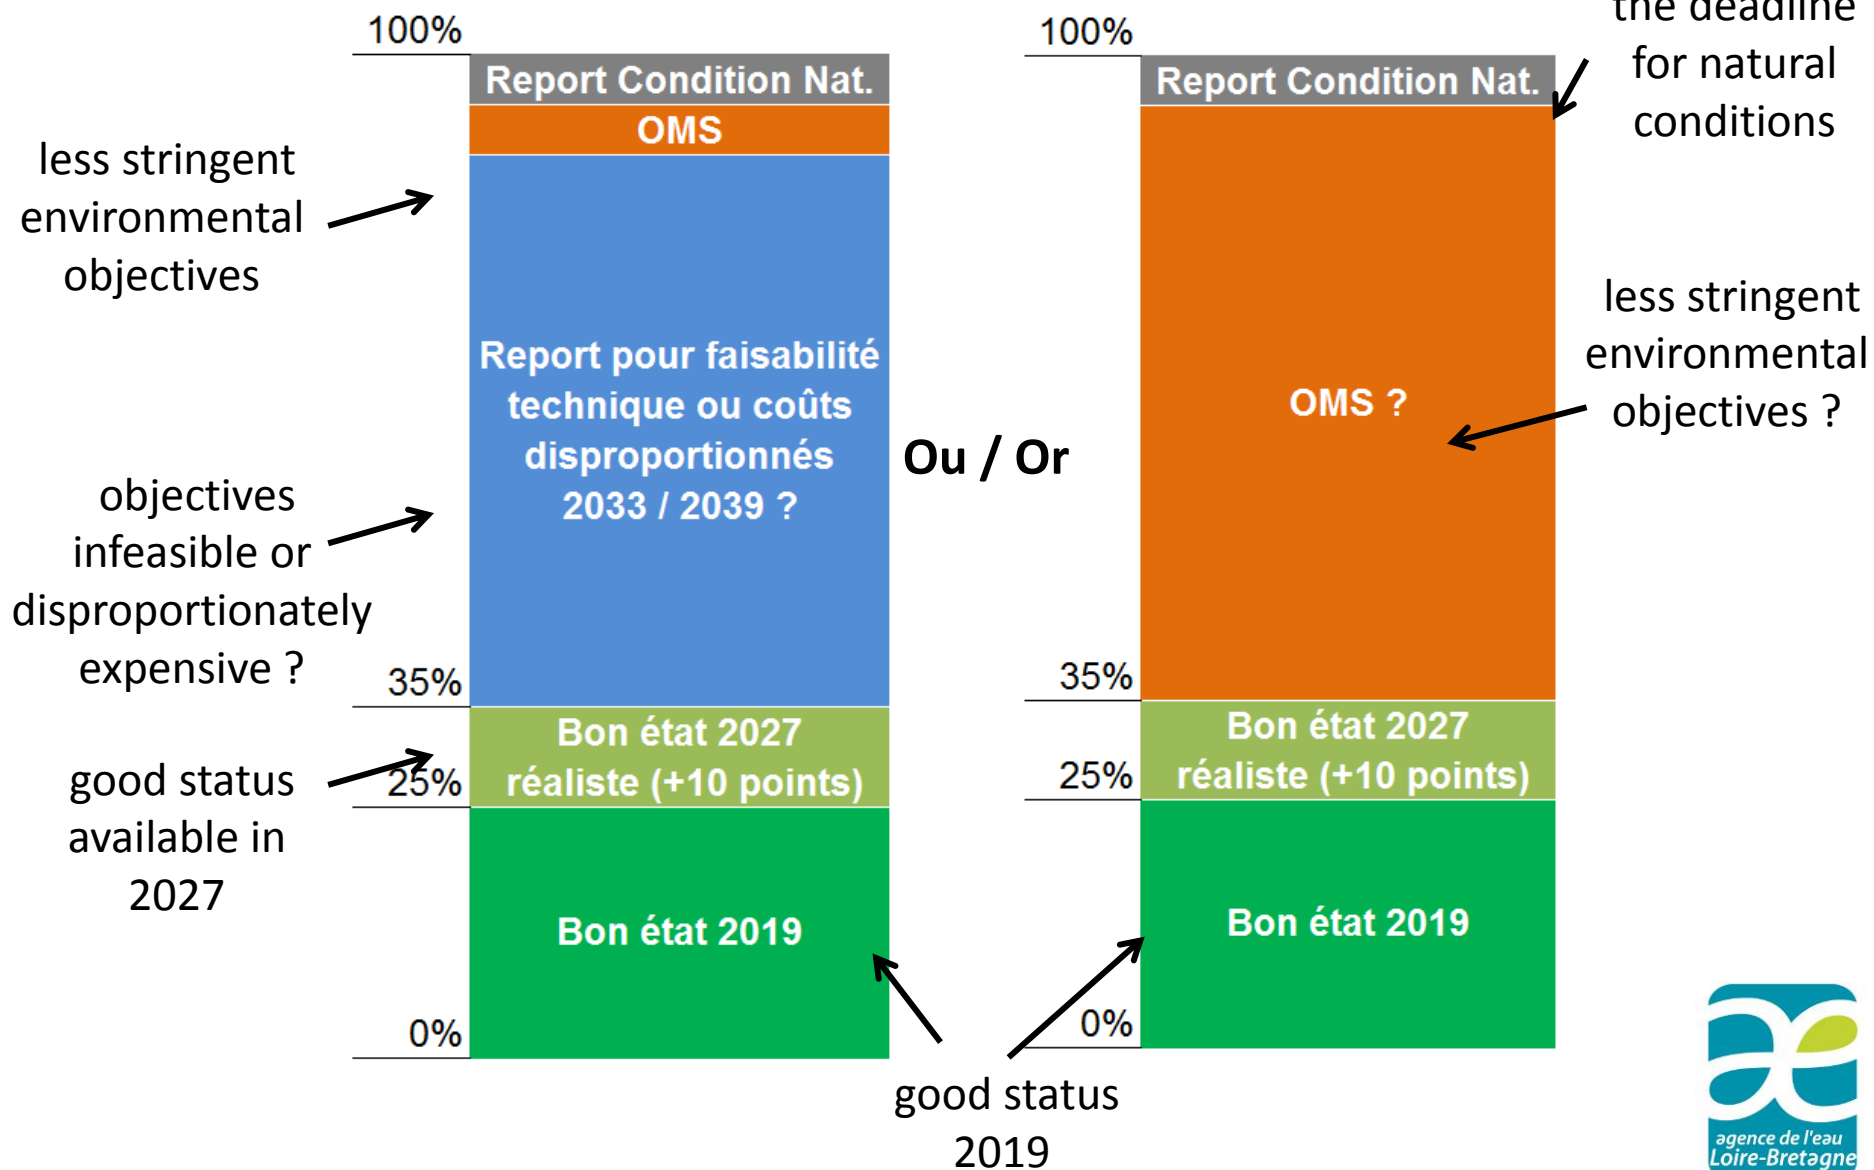 the deadline
for natural
conditions
100%
Report Condition Nat.
OMS
Report pour faisabilité
technique ou coûts
disproportionnés
2033 / 2039 ?
35%
Bon état 2027
réaliste (+10 points)
25%
Bon état 2019
0%
less stringent
environmental
objectives
objectives
infeasible or
disproportionately
expensive ?
good status
available in
2027
Ou / Or
100%
Report Condition Nat.
OMS ?
35%
Bon état 2027
réaliste (+10 points)
25%
Bon état 2019
0%
less stringent
environmental
objectives ?
good status
2019
ae
agence de l'eau
Loire-Bretagne